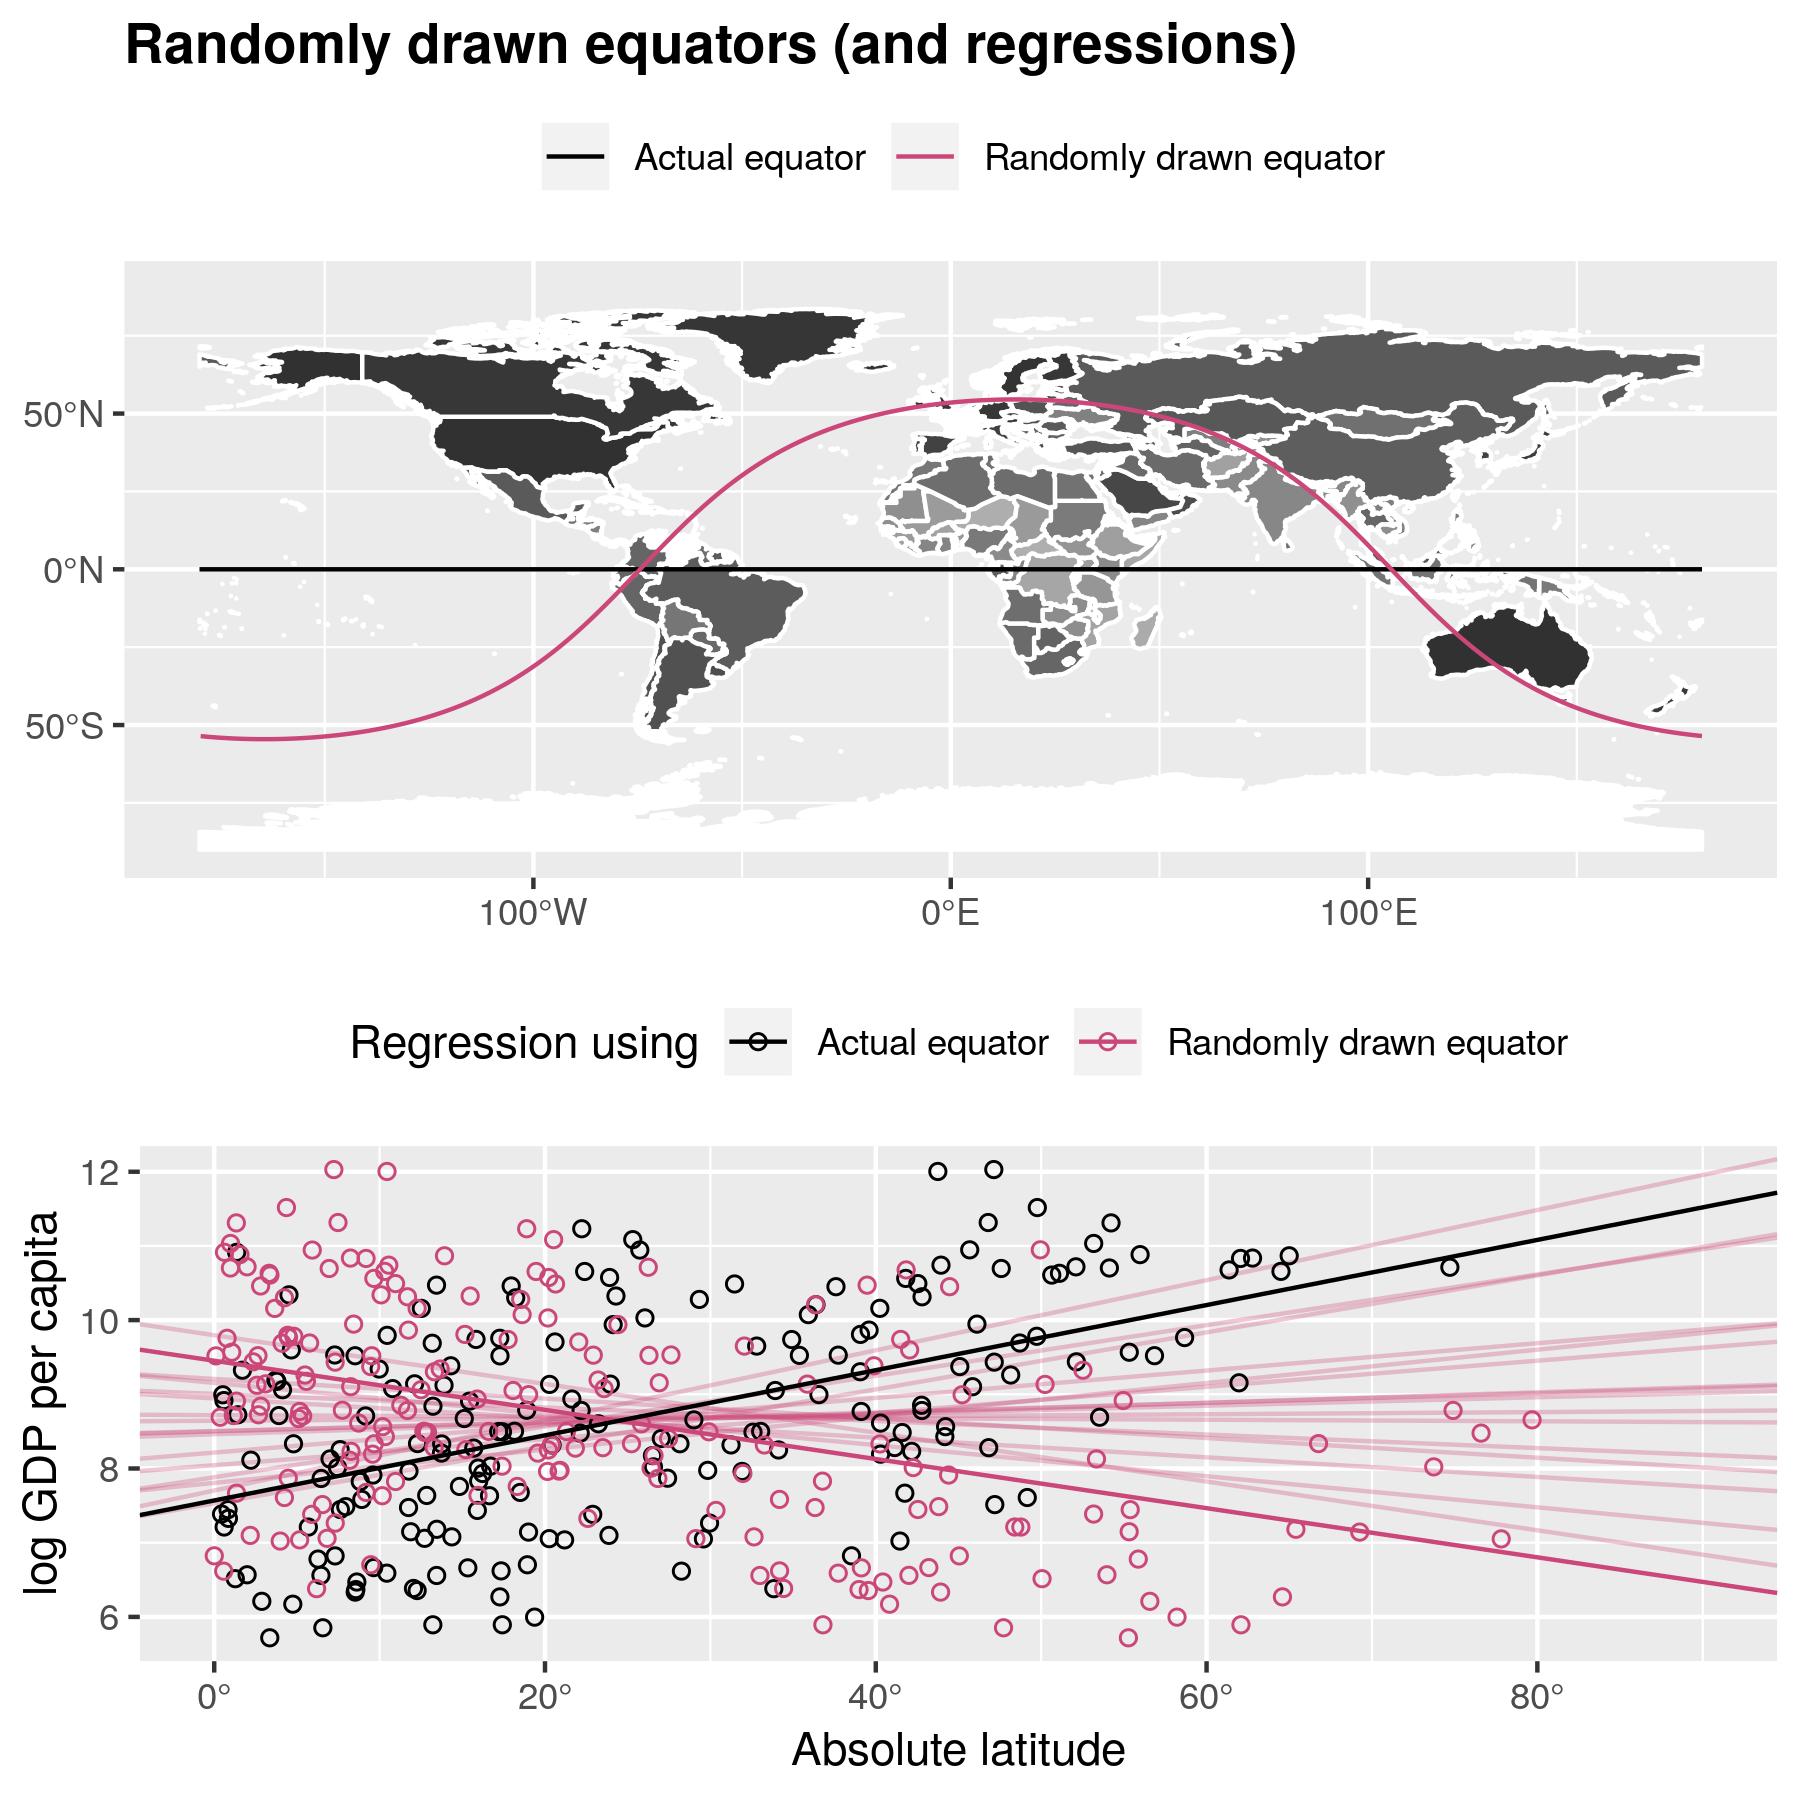 Randomly drawn equators (and regressions)
Actual equator Randomly drawn equator
50°N
0°N
50°S
100°W 0°E 100°E
Regression using Actual equator Randomly drawn equator
12
10
8
6
log GDP per capita
0° 20° 40° 60° 80°
Absolute latitude